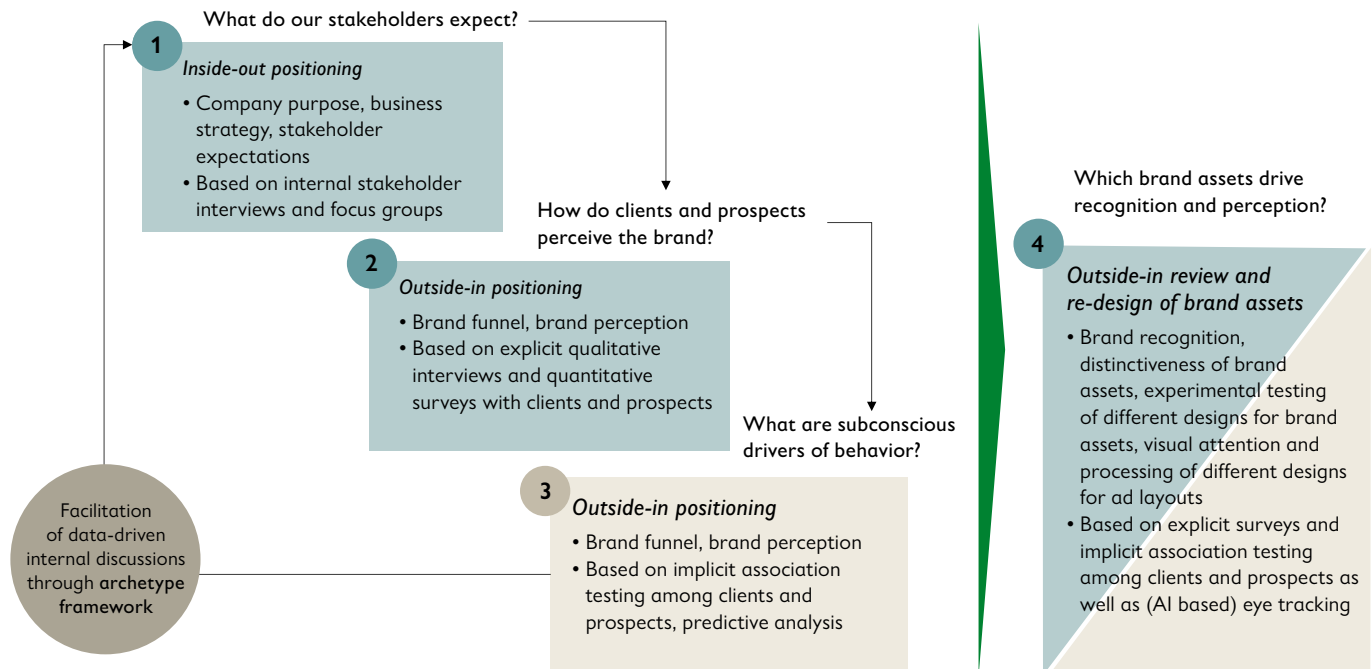 What do our stakeholders expect?
1
Inside-out positioning
• Company purpose, business
strategy, stakeholder
expectations
• Based on internal stakeholder
interviews and focus groups
How do clients and prospects
perceive the brand?
2
Outside-in positioning
• Brand funnel, brand perception
• Based on explicit qualitative
interviews and quantitative
surveys with clients and prospects
What are subconscious
drivers of behavior?
3
Outside-in positioning
• Brand funnel, brand perception
• Based on implicit association
testing among clients and
prospects, predictive analysis
Facilitation
of data-driven
internal discussions
through archetype
framework
Which brand assets drive
recognition and perception?
4
Outside-in review and
re-design of brand assets
• Brand recognition,
distinctiveness of brand
assets, experimental testing
of different designs for brand
assets, visual attention and
processing of different designs
for ad layouts
• Based on explicit surveys and
implicit association testing
among clients and prospects as
well as (AI based) eye tracking